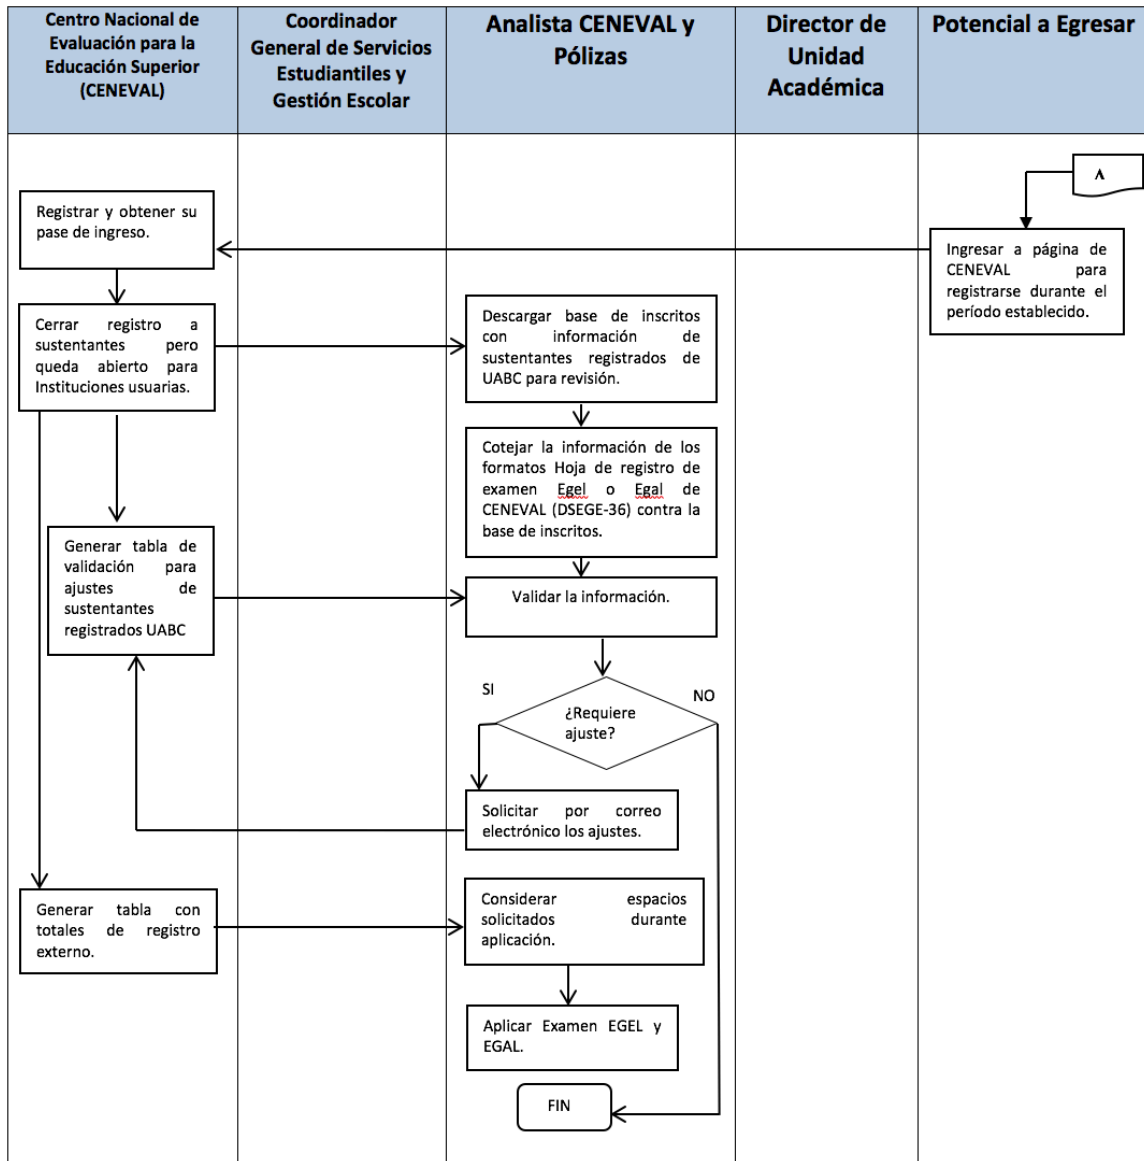 Centro Nacional de
Evaluación para la
Educación Superior
(CENEVAL)
Coordinador
General de Servicios
Estudiantiles y
Gestión Escolar
Analista CENEVAL y
Pólizas
Director de
Unidad
Académica
Potencial a Egresar
A
Ingresar a página de
CENEVAL para
registrarse durante el
período establecido.
Registrar y obtener su
pase de ingreso.
Cerrar registro a
sustentantes pero
queda abierto para
Instituciones usuarias.
Descargar base de inscritos
con información de
sustentantes registrados de
UABC para revisión.
Cotejar la información de los
formatos Hoja de registro de
examen Egel o Egal de
CENEVAL (DSEGE-36) contra la
base de inscritos.
Generar tabla de
validación para
ajustes de
sustentantes
registrados UABC
Validar la información.
SI
NO
¿Requiere
ajuste?
Solicitar por correo
electrónico los ajustes.
Generar tabla con
totales de registro
externo.
Considerar espacios
solicitados durante
aplicación.
Aplicar Examen EGEL y
EGAL.
FIN